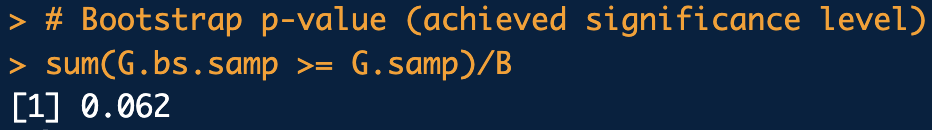 > # Bootstrap p-value (achieved significance level)
> sum(G.bs.samp >= G.samp)/B
[1] 0.062